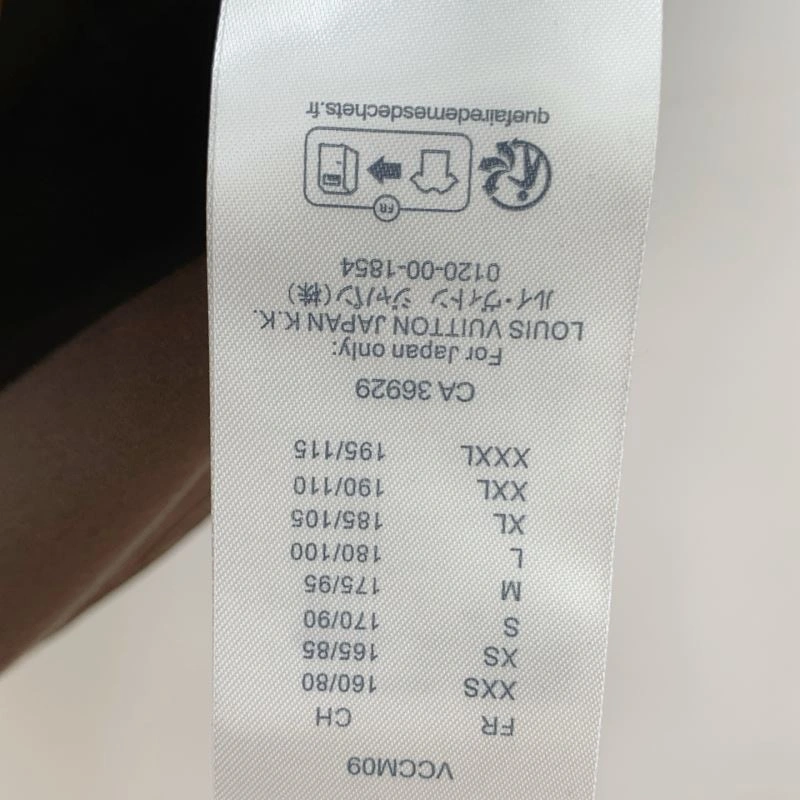 VCCM09
FR CH
XXS 160/80
XS 165/85
S 170/90
M 175/95
L 180/100
XL 185/105
XXL 190/110
XXXL 195/115
CA 36929
For Japan only:
LOUIS VUITTON JAPAN K.K.
ルイ・ヴィトン ジャパン(株)
0120-00-1854
FR
quefairedemesdechets.fr